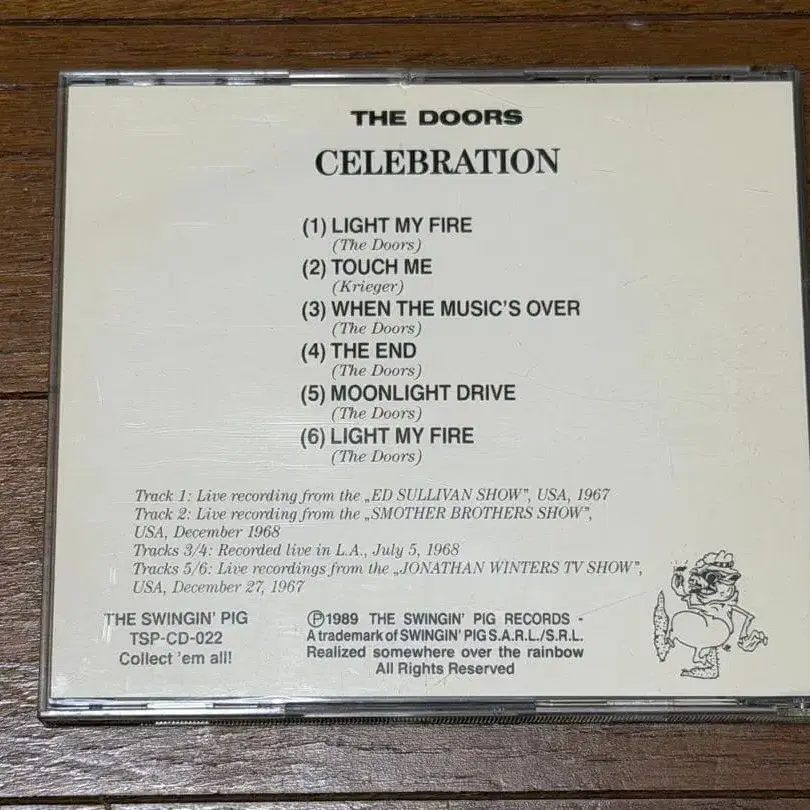 THE DOORS
CELEBRATION
(1) LIGHT MY FIRE
(The Doors)
(2) TOUCH ME
(Krieger)
(3) WHEN THE MUSIC'S OVER
(The Doors)
(4) THE END
(The Doors)
(5) MOONLIGHT DRIVE
(The Doors)
(6) LIGHT MY FIRE
(The Doors)
Track 1: Live recording from the „ED SULLIVAN SHOW”, USA, 1967
Track 2: Live recording from the „SMOTHER BROTHERS SHOW”,
USA, December 1968
Tracks 3/4: Recorded live in L.A., July 5, 1968
Tracks 5/6: Live recordings from the „JONATHAN WINTERS TV SHOW”,
USA, December 27, 1967
THE SWINGIN' PIG
TSP-CD-022
Collect 'em all!
Ⓟ1989 THE SWINGIN' PIG RECORDS -
A trademark of SWINGIN' PIG S.A.R.L./S.R.L.
Realized somewhere over the rainbow
All Rights Reserved